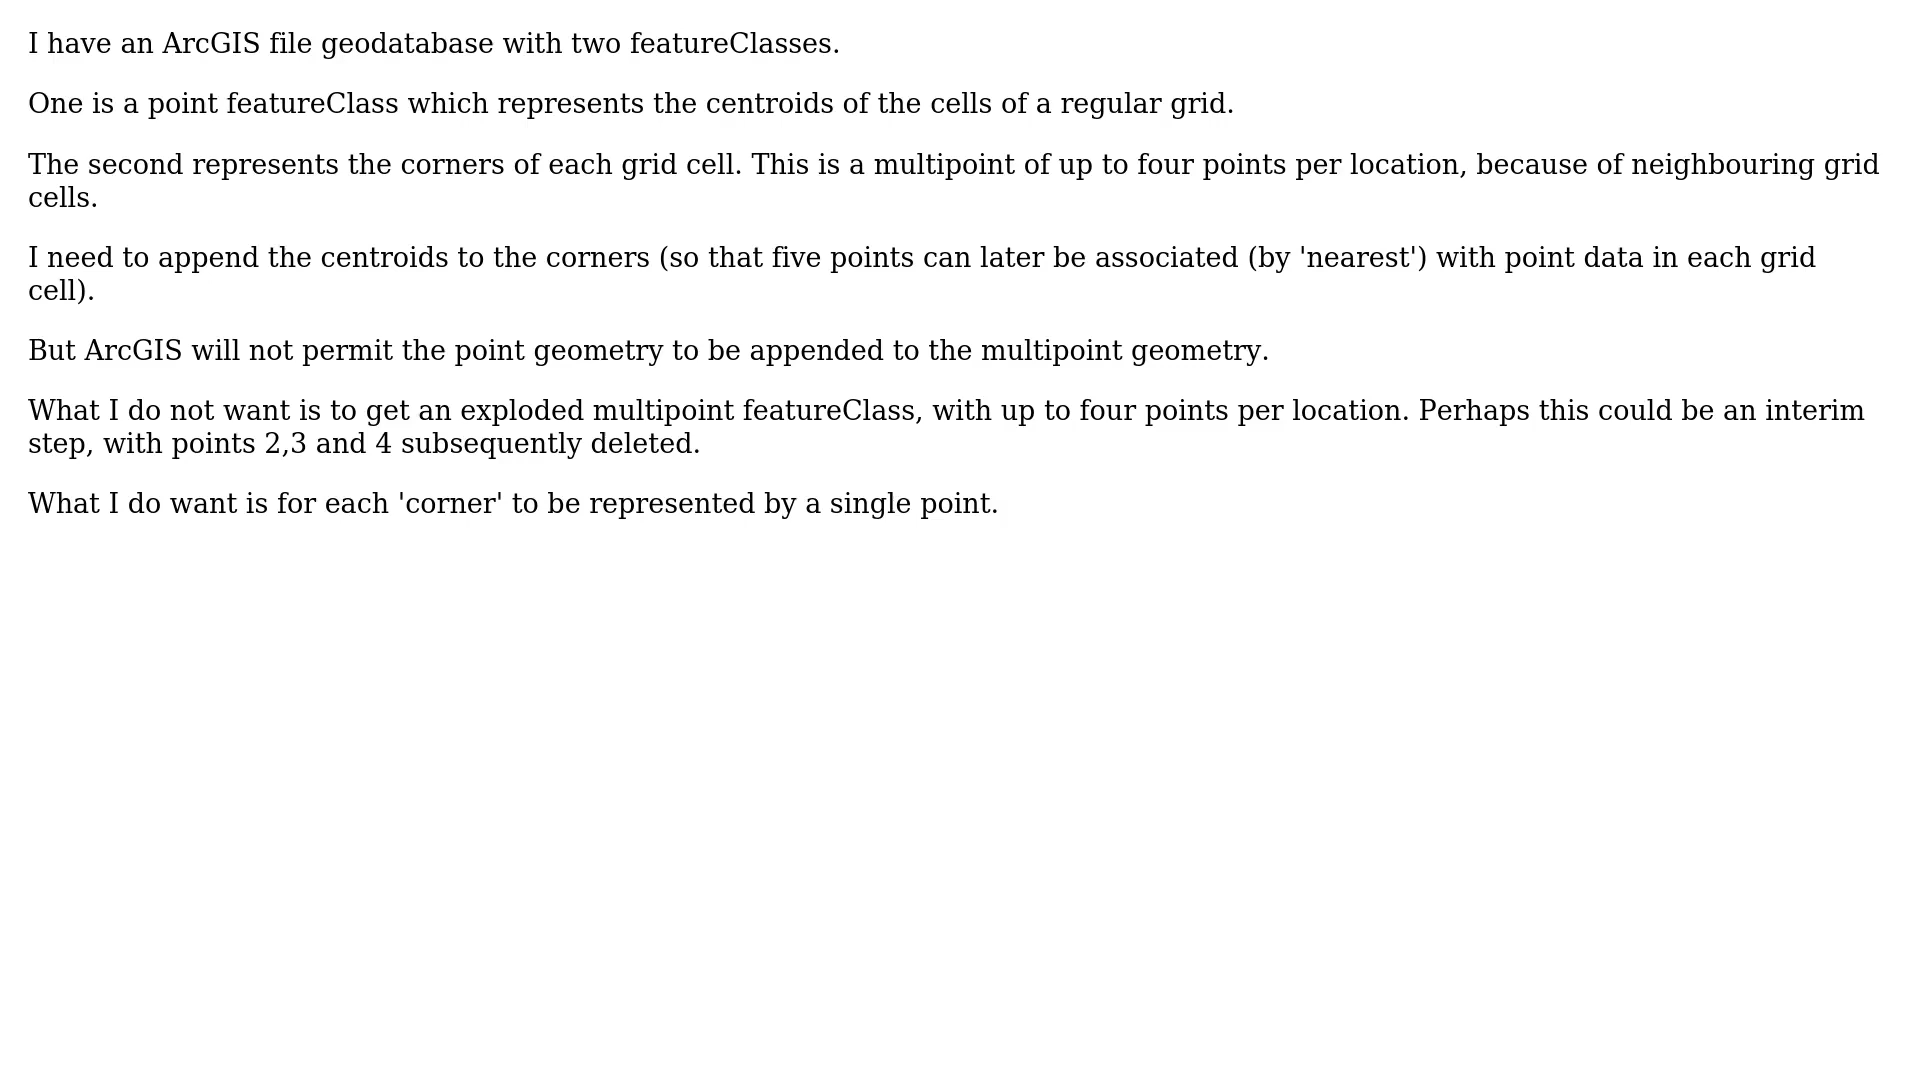 I have an ArcGIS file geodatabase with two featureClasses.
One is a point featureClass which represents the centroids of the cells of a regular grid.
The second represents the corners of each grid cell. This is a multipoint of up to four points per location, because of neighbouring grid
cells.
I need to append the centroids to the corners (so that five points can later be associated (by 'nearest') with point data in each grid
cell).
But ArcGIS will not permit the point geometry to be appended to the multipoint geometry.
What I do not want is to get an exploded multipoint featureClass, with up to four points per location. Perhaps this could be an interim
step, with points 2,3 and 4 subsequently deleted.
What I do want is for each 'corner' to be represented by a single point.